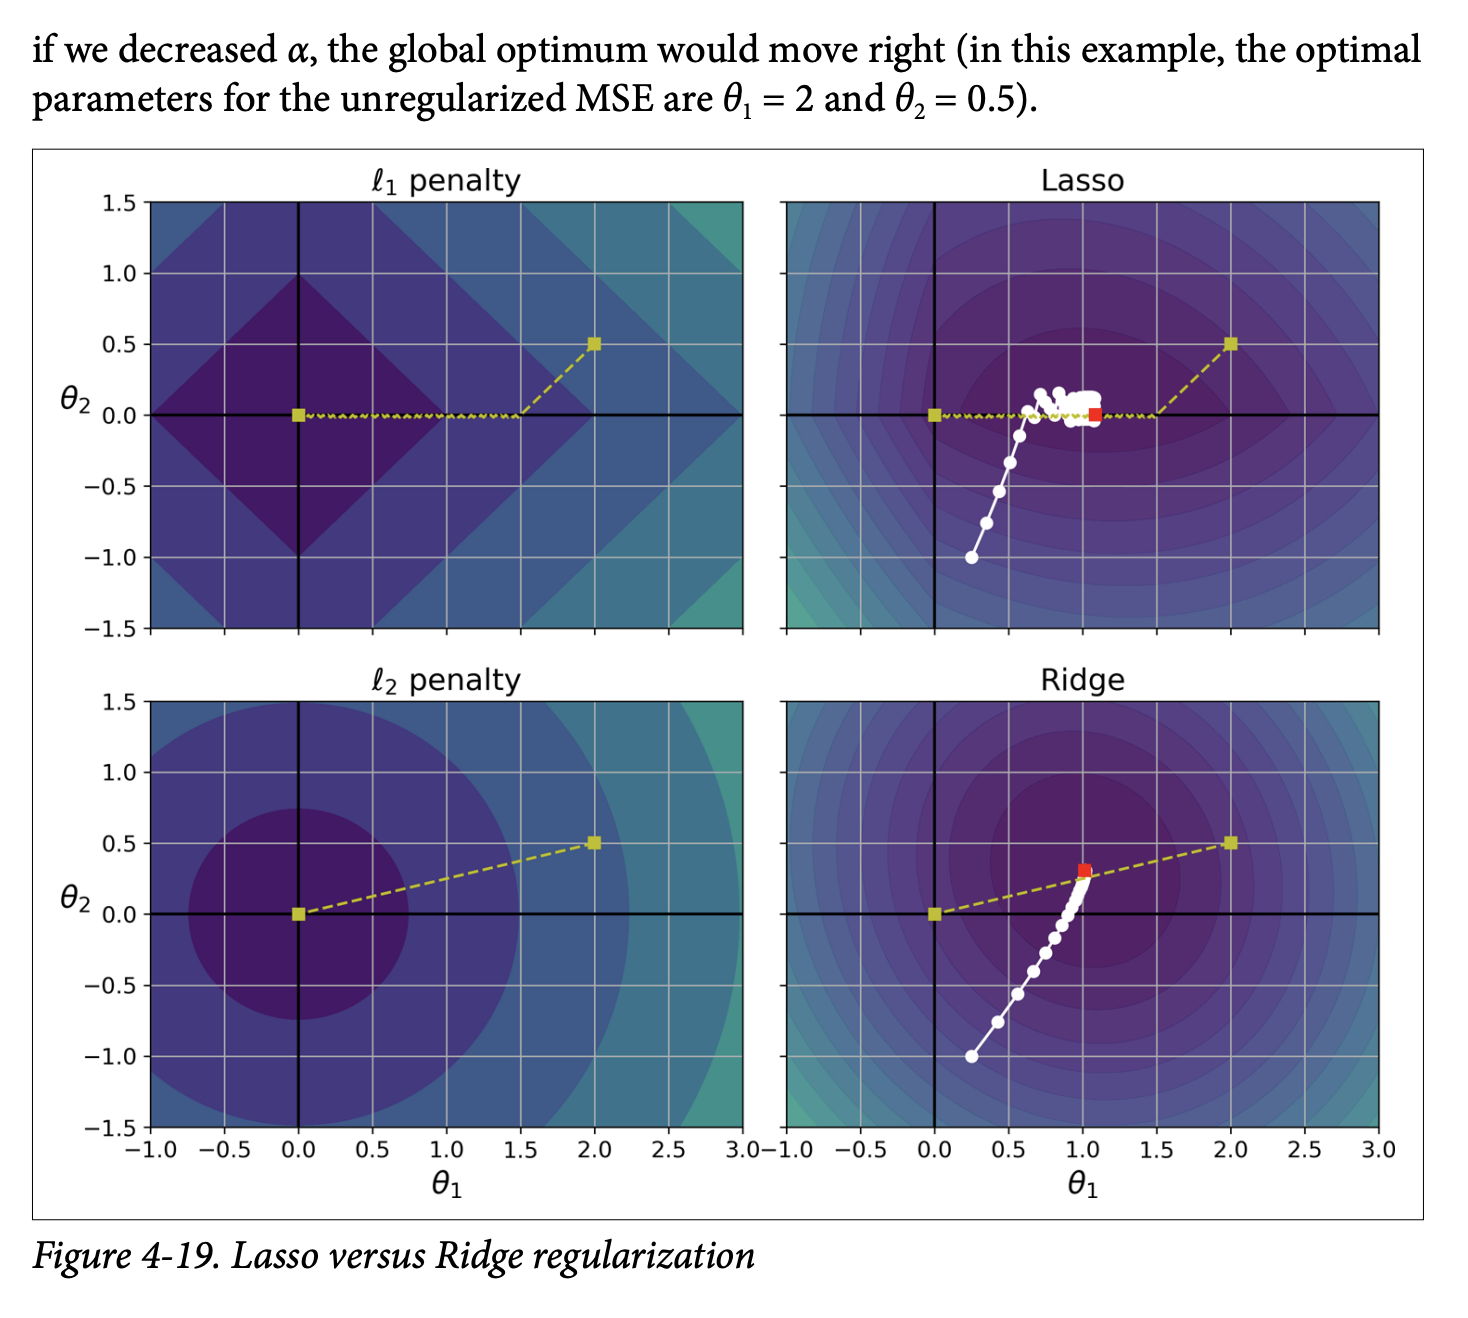 if we decreased α, the global optimum would move right (in this example, the optimal
parameters for the unregularized MSE are θ₁ = 2 and θ₂ = 0.5).
ℓ₁ penalty
Lasso
1.5
1.0
0.5
0.0
−0.5
−1.0
−1.5
θ₂
ℓ₂ penalty
Ridge
1.5
1.0
0.5
0.0
−0.5
−1.0
−1.5
θ₂
−1.0 −0.5 0.0 0.5 1.0 1.5 2.0 2.5 3.0
−1.0 −0.5 0.0 0.5 1.0 1.5 2.0 2.5 3.0
θ₁
θ₁
Figure 4-19. Lasso versus Ridge regularization